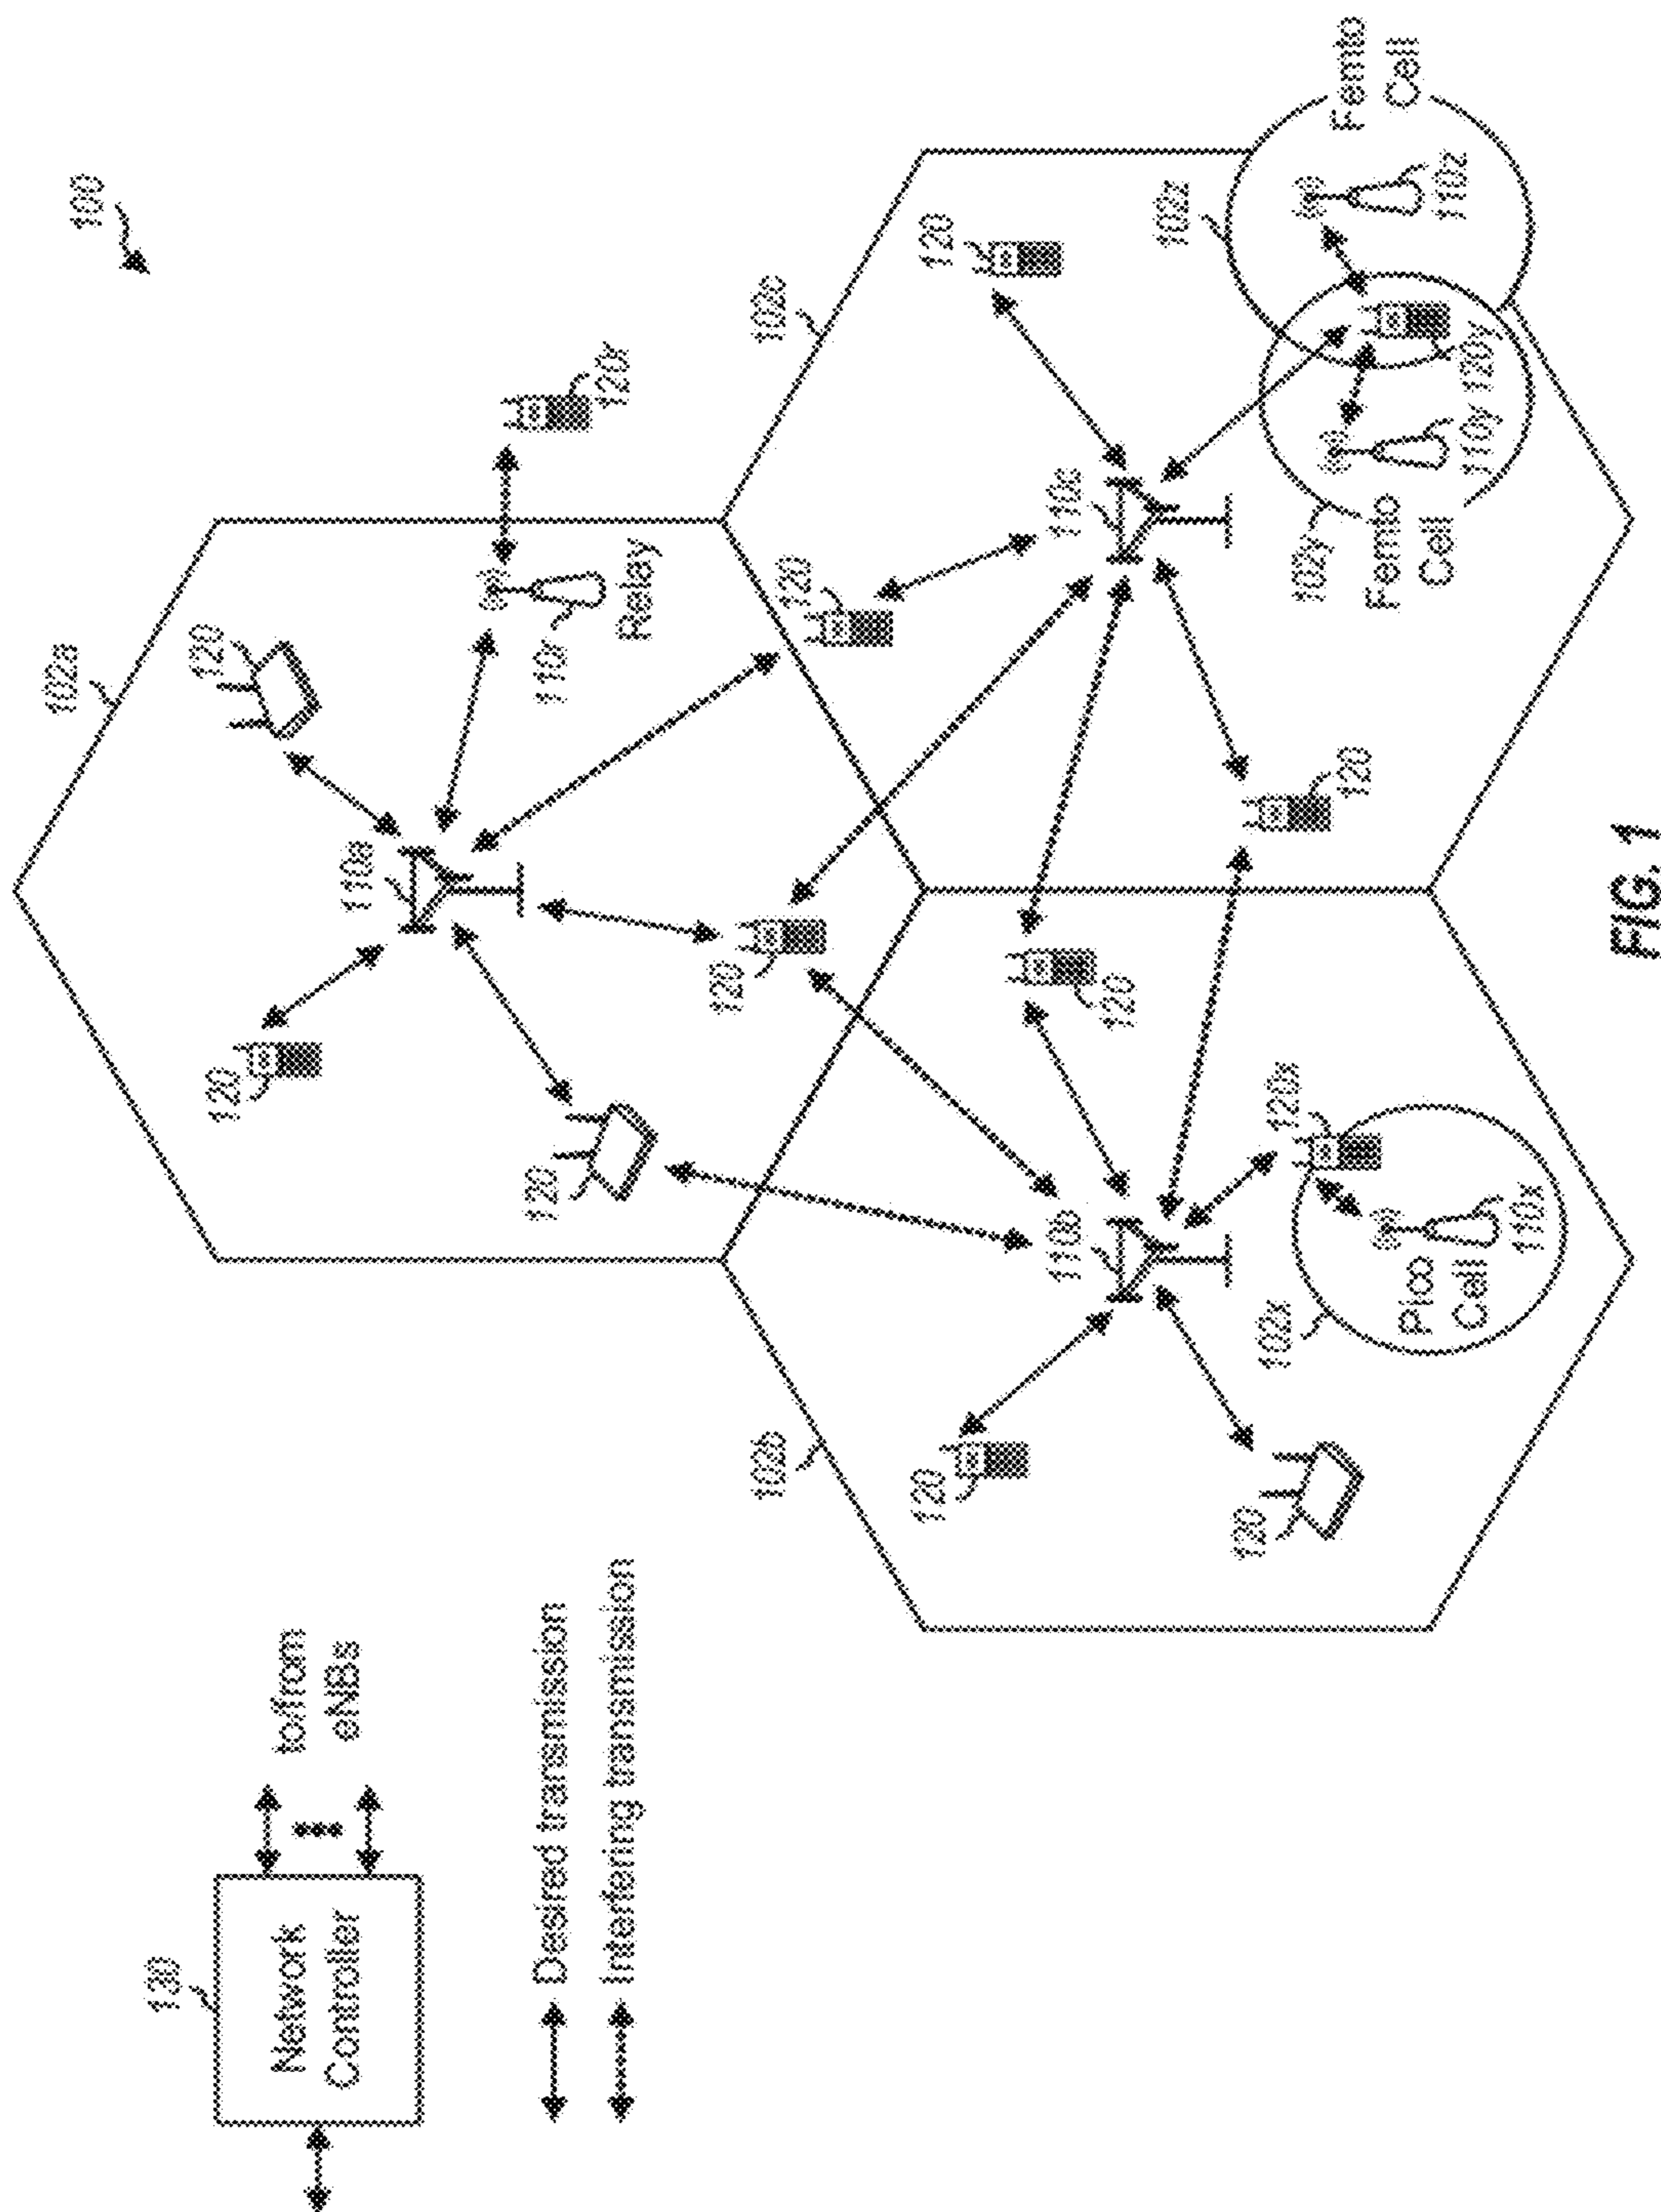 100
130
Network
Controller
to/from
eNBs
Desired transmission
Interfering transmission
102a
120
120
110a
120
110r
Relay
120r
120
120
102b
120
110b
120
120
102x
Pico
Cell
110x
120x
120
102c
120
110c
102y
Femto
Cell
110y
120y
102z
110z
Femto
Cell
FIG. 1